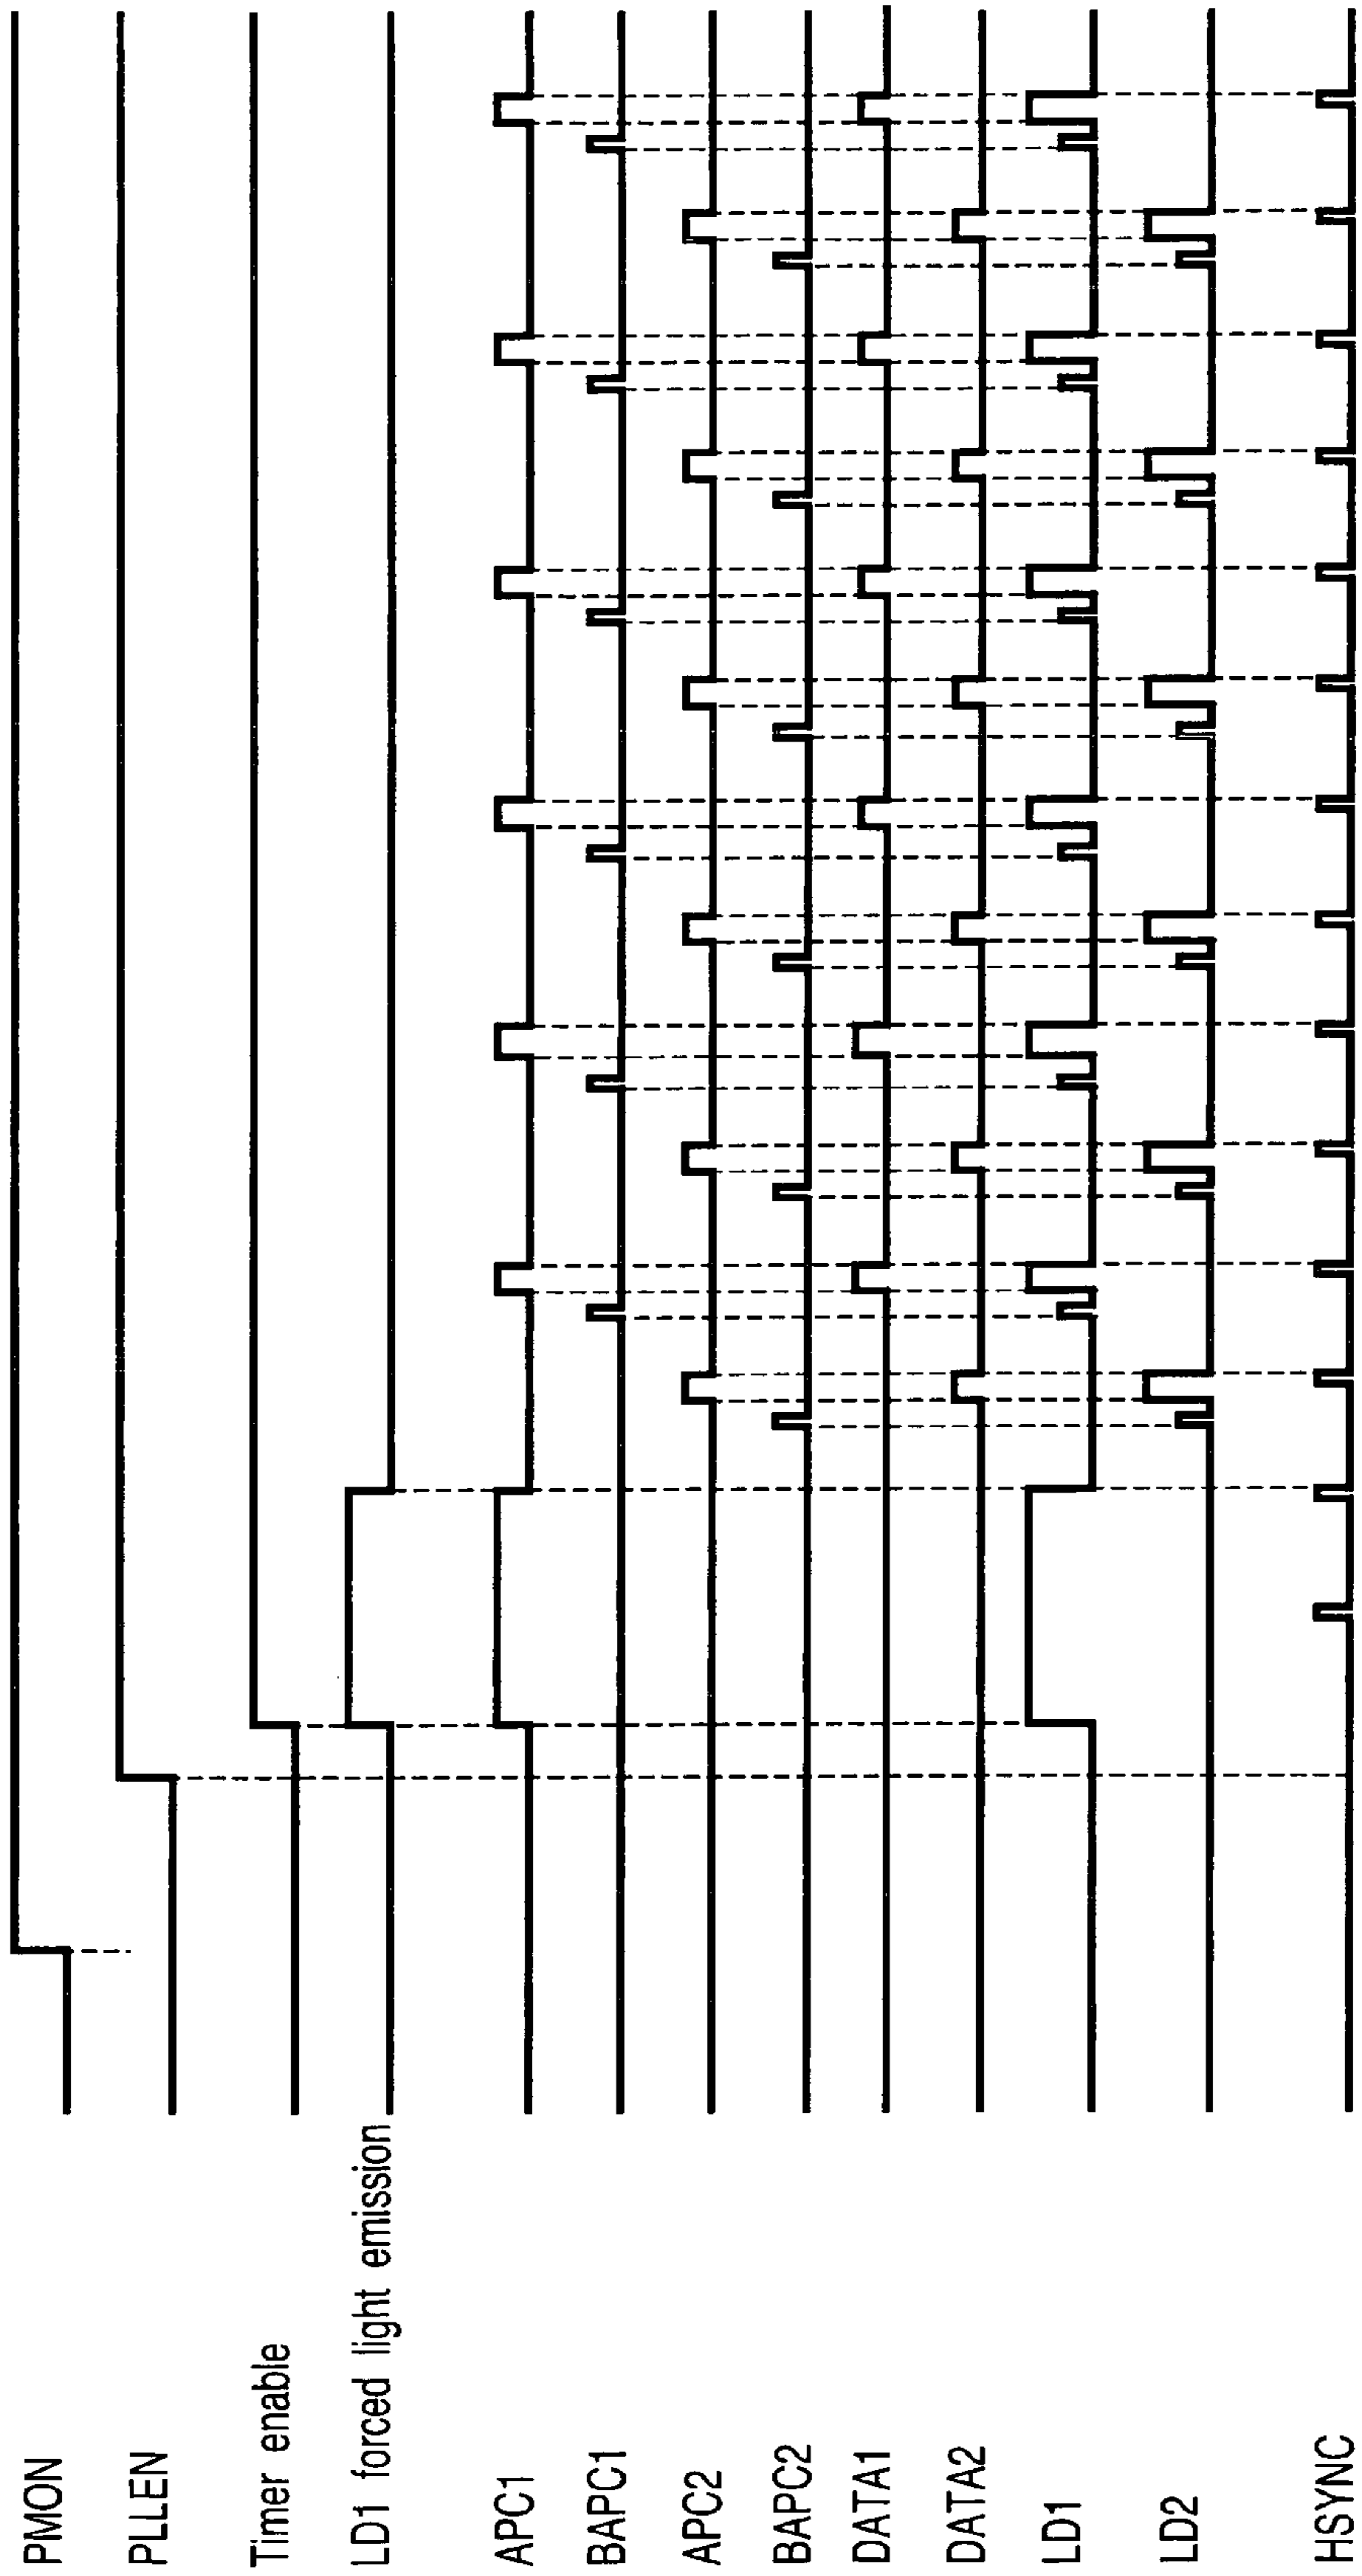 PMON
PLLEN
Timer enable
LD1 forced light emission
APC1
BAPC1
APC2
BAPC2
DATA1
DATA2
LD1
LD2
HSYNC